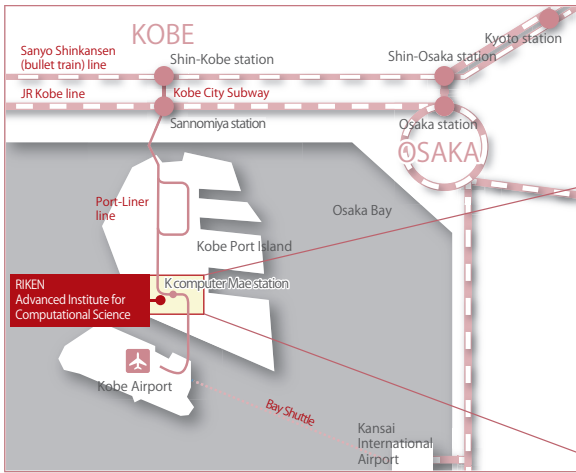 KOBE
Kyoto station
Sanyo Shinkansen
(bullet train) line
Shin-Kobe station
Shin-Osaka station
JR Kobe line
Kobe City Subway
Sannomiya station
Osaka station
OSAKA
Port-Liner
line
Osaka Bay
Kobe Port Island
K computer Mae station
RIKEN
Advanced Institute for
Computational Science
Kobe Airport
Bay Shuttle
Kansai
International
Airport